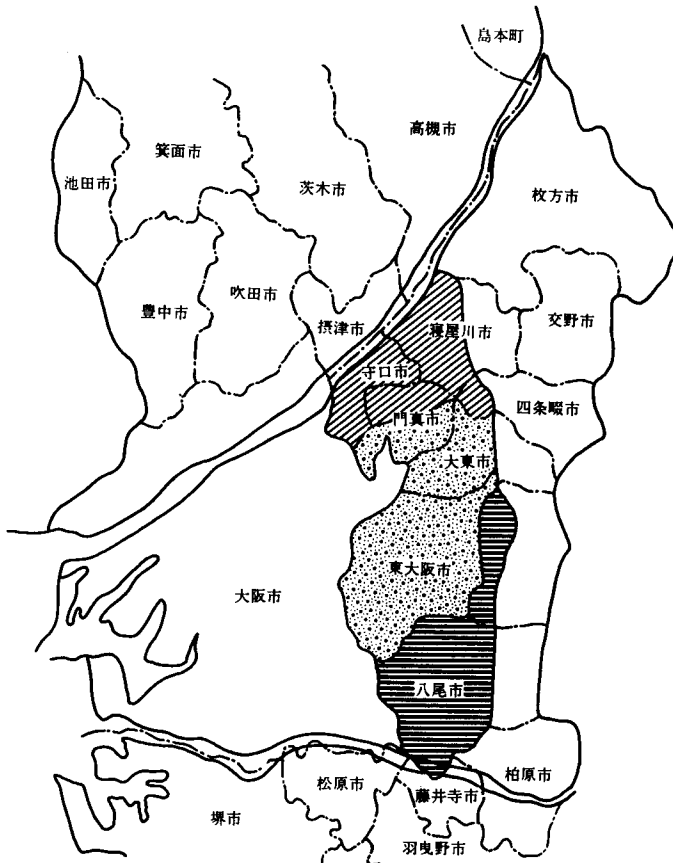 島本町
高槻市
箕面市
池田市
茨木市
枚方市
吹田市
豊中市
摂津市
寝屋川市
交野市
守口市
門真市
四条畷市
大東市
東大阪市
大阪市
八尾市
柏原市
松原市
藤井寺市
堺市
羽曳野市